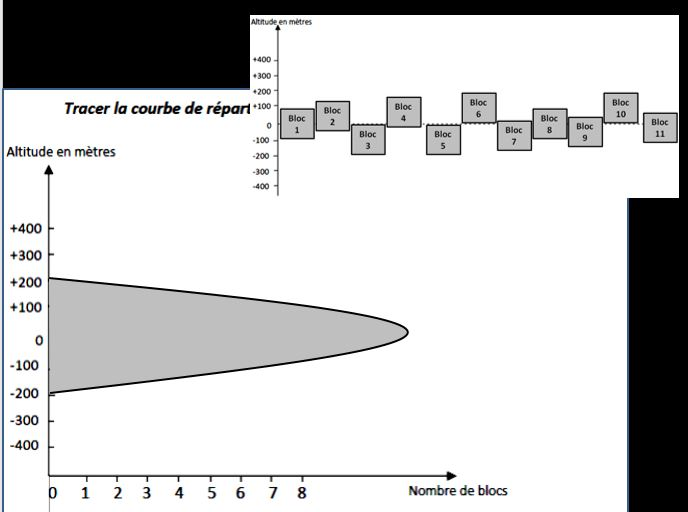 Altitude en mètres
+400
+300
+200
+100
0
-100
-200
-300
-400
Bloc
1
Bloc
2
Bloc
3
Bloc
4
Bloc
5
Bloc
6
Bloc
7
Bloc
8
Bloc
9
Bloc
10
Bloc
11
Tracer la courbe de répart
Altitude en mètres
+400
+300
+200
+100
0
-100
-200
-300
-400
0 1 2 3 4 5 6 7 8
Nombre de blocs